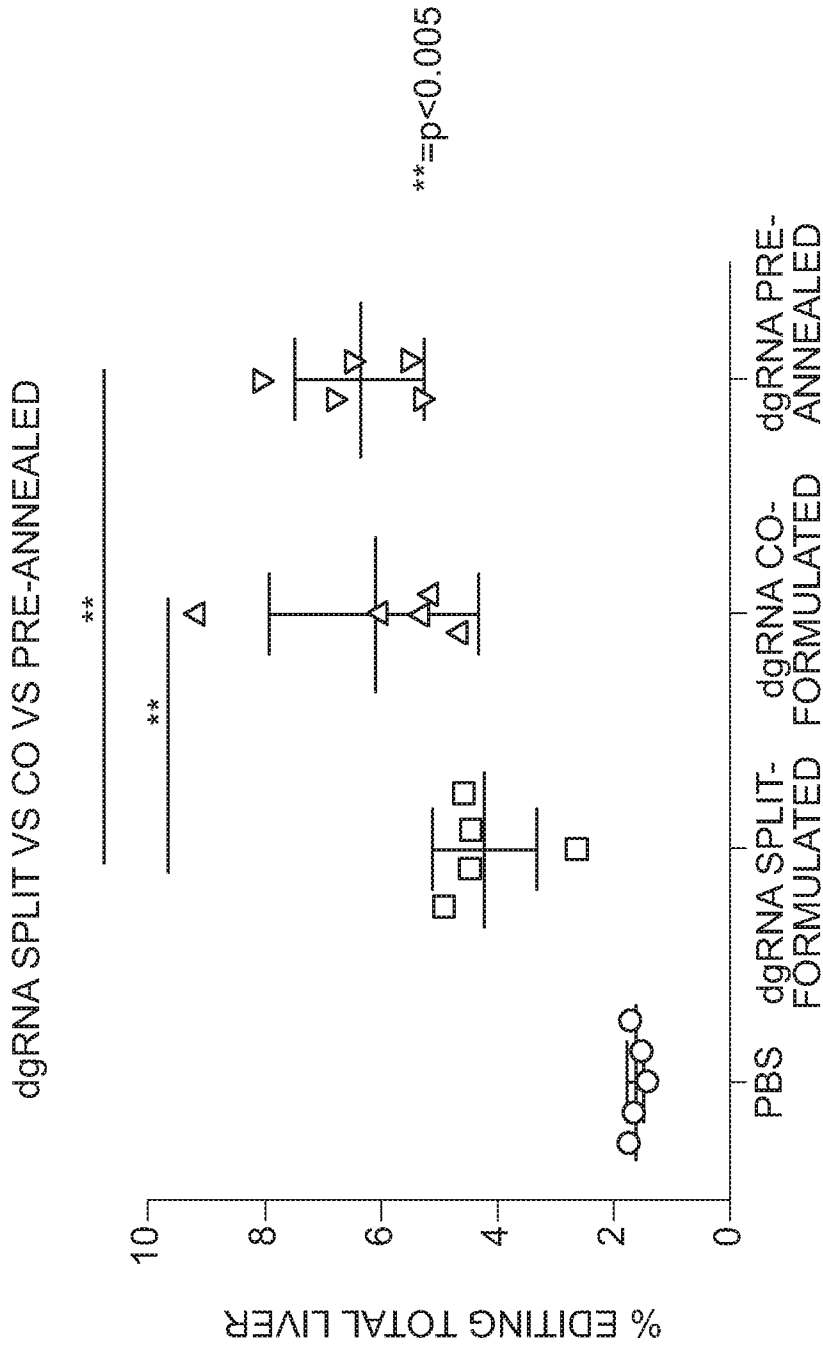 dgRNA SPLIT VS CO VS PRE-ANNEALED
**
**
**=p<0.005
% EDITING TOTAL LIVER
10
8
6
4
2
0
PBS
dgRNA SPLIT-
FORMULATED
dgRNA CO-
FORMULATED
dgRNA PRE-
ANNEALED